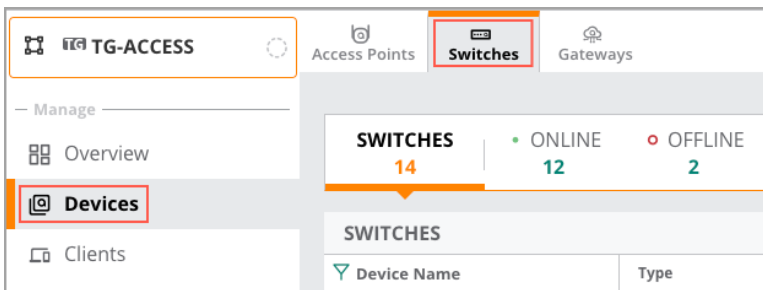 TG TG-ACCESS
Access Points
Switches
Gateways
Manage
Overview
Devices
Clients
SWITCHES
14
ONLINE
12
OFFLINE
2
SWITCHES
Device Name
Type